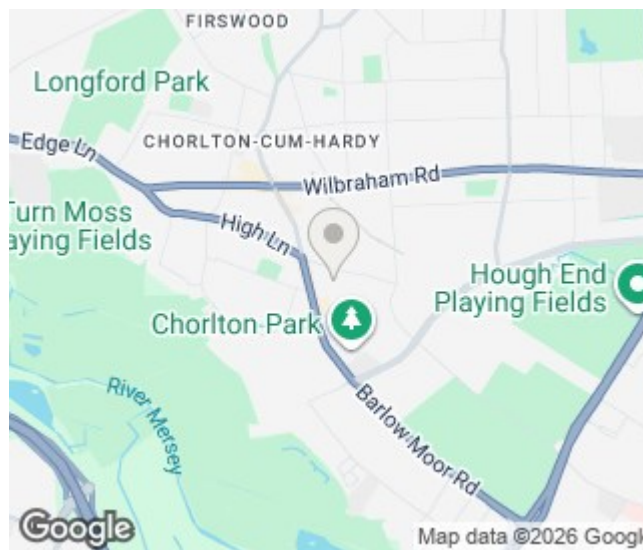 FIRSWOOD
Longford Park
Edge Ln
CHORLTON-CUM-HARDY
Wilbraham Rd
Turn Moss
aying Fields
High Ln
Hough End
Playing Fields
Chorlton Park
River Mersey
Barlow Moor Rd
Google
Map data ©2026 Googl